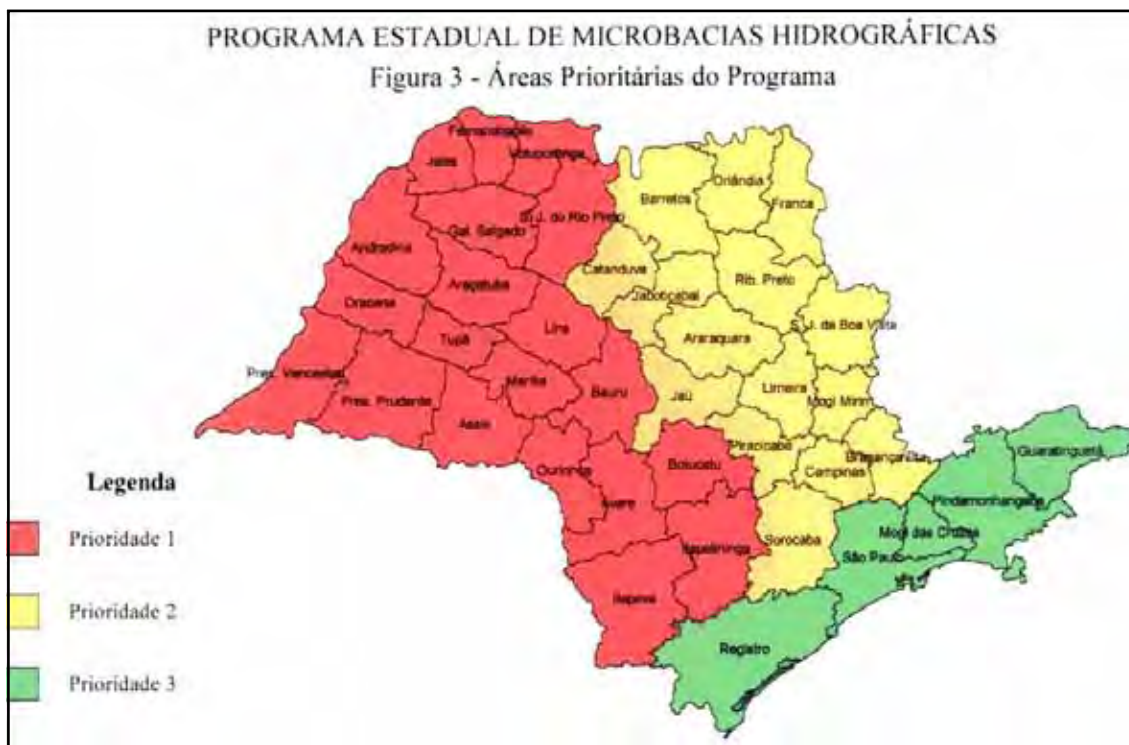 PROGRAMA ESTADUAL DE MICROBACIAS HIDROGRÁFICAS
Figura 3 - Áreas Prioritárias do Programa
Fernandópolis
Votuporanga
Jales
Orlândia
Barretos
Franca
S. J. do Rio Preto
Gal. Salgado
Andradina
Catanduva
Rib. Preto
Araçatuba
Jaboticabal
Dracena
Lins
S. J. da Boa Vista
Araraquara
Tupã
Pres. Venceslau
Marília
Bauru
Jaú
Limeira
Mogi Mirim
Pres. Prudente
Assis
Piracicaba
Bragança
Guaratinguetá
Ourinhos
Botucatu
Campinas
Legenda
Pindamonhangaba
Avaré
Prioridade 1
Mogi das Cruzes
Sorocaba
Itapetininga
São Paulo
Itapeva
Prioridade 2
Registro
Prioridade 3